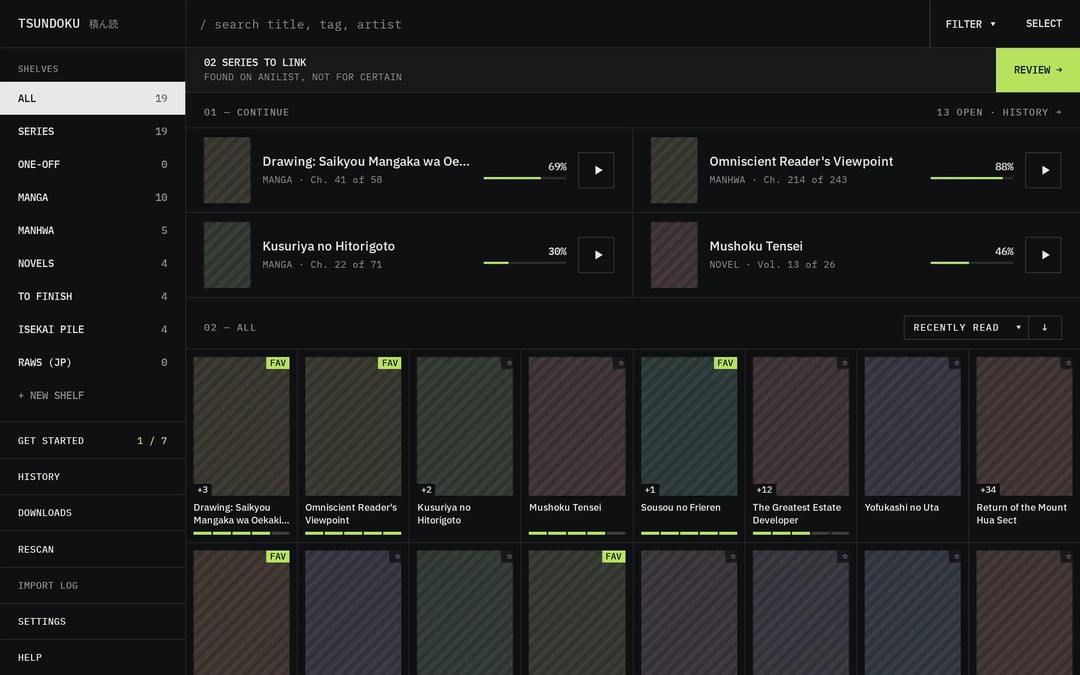 TSUNDOKU 積ん読
/ search title, tag, artist
FILTER ▼
SELECT
SHELVES
ALL 19
SERIES 19
ONE-OFF 0
MANGA 10
MANHWA 5
NOVELS 4
TO FINISH 4
ISEKAI PILE 4
RAWS (JP) 0
+ NEW SHELF
GET STARTED 1 / 7
HISTORY
DOWNLOADS
RESCAN
IMPORT LOG
SETTINGS
HELP
02 SERIES TO LINK
FOUND ON ANILIST, NOT FOR CERTAIN
REVIEW →
01 — CONTINUE
13 OPEN · HISTORY →
Drawing: Saikyou Mangaka wa Oe...
MANGA · Ch. 41 of 58
69%
Omniscient Reader's Viewpoint
MANHWA · Ch. 214 of 243
88%
Kusuriya no Hitorigoto
MANGA · Ch. 22 of 71
30%
Mushoku Tensei
NOVEL · Vol. 13 of 26
46%
02 — ALL
RECENTLY READ ▼
↓
FAV
+3
Drawing: Saikyou
Mangaka wa Oekaki...
FAV
Omniscient Reader's
Viewpoint
☆
+2
Kusuriya no
Hitorigoto
☆
Mushoku Tensei
FAV
+1
Sousou no Frieren
☆
+12
The Greatest Estate
Developer
☆
Yofukashi no Uta
☆
+34
Return of the Mount
Hua Sect
FAV
☆
☆
FAV
☆
☆
☆
☆